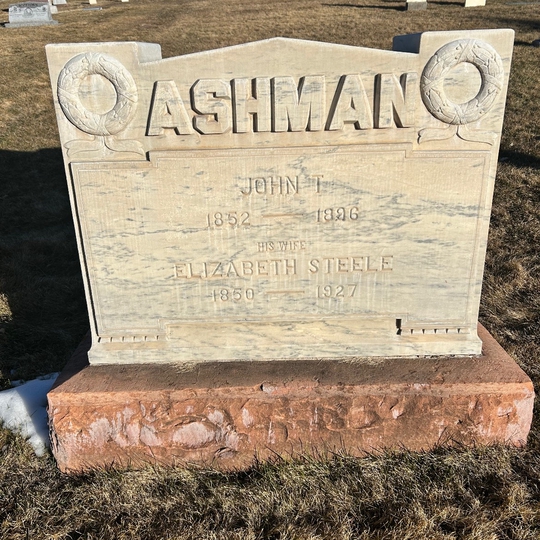 ASHMAN
JOHN T
1852 — 1896
HIS WIFE
ELIZABETH STEELE
1850 — 1927